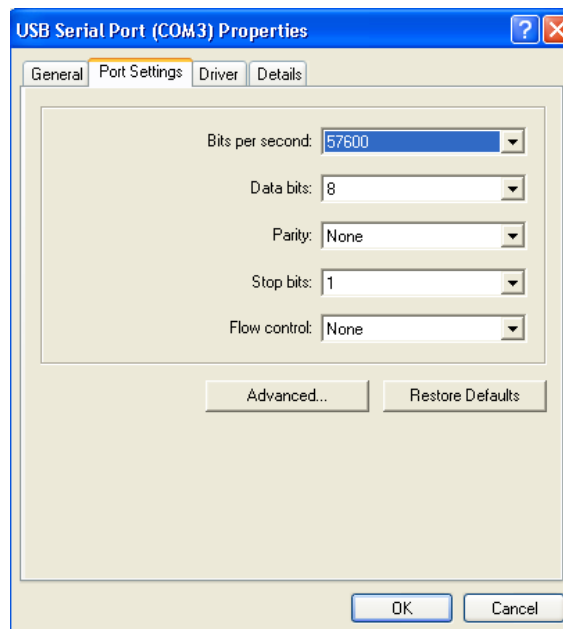 USB Serial Port (COM3) Properties
General Port Settings Driver Details
Bits per second: 57600
Data bits: 8
Parity: None
Stop bits: 1
Flow control: None
Advanced... Restore Defaults
OK Cancel